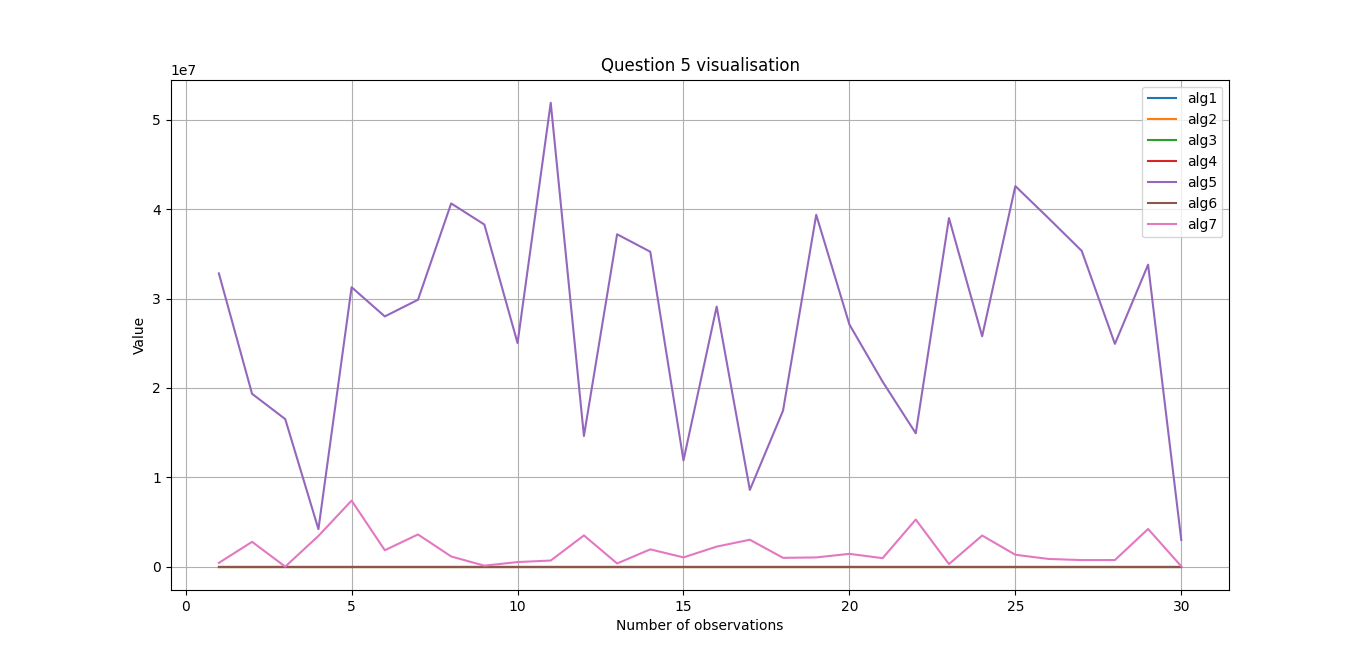 Question 5 visualisation
1e7
alg1
alg2
alg3
alg4
alg5
alg6
alg7
5
4
3
2
1
0
Value
0 5 10 15 20 25 30
Number of observations